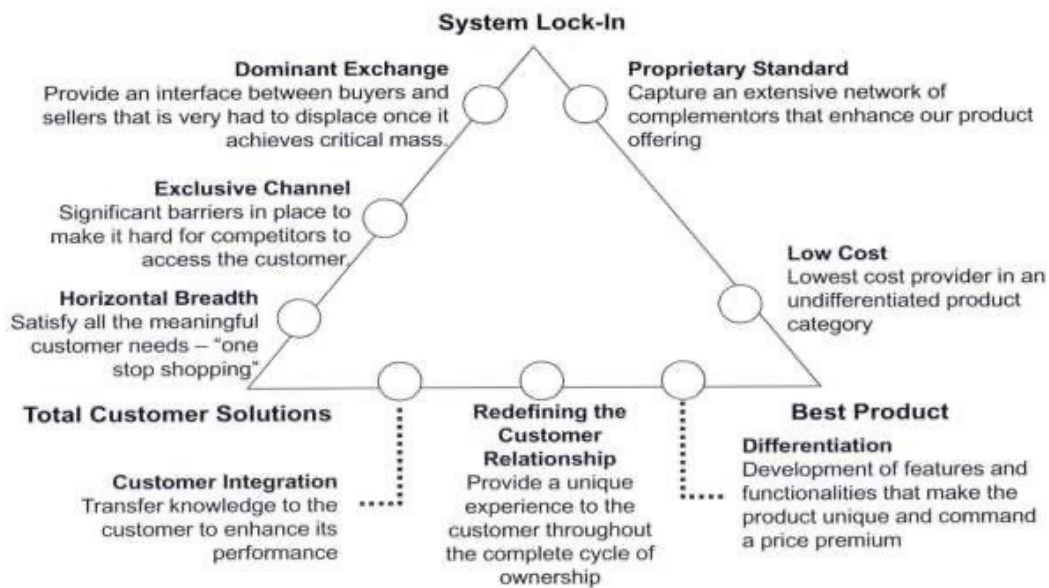 System Lock-In
Dominant Exchange
Provide an interface between buyers and
sellers that is very had to displace once it
achieves critical mass.
Proprietary Standard
Capture an extensive network of
complementors that enhance our product
offering
Exclusive Channel
Significant barriers in place to
make it hard for competitors to
access the customer.
Low Cost
Lowest cost provider in an
undifferentiated product
category
Horizontal Breadth
Satisfy all the meaningful
customer needs – “one
stop shopping”
Total Customer Solutions
Redefining the
Customer
Relationship
Provide a unique
experience to the
customer throughout
the complete cycle of
ownership
Best Product
Customer Integration
Transfer knowledge to the
customer to enhance its
performance
Differentiation
Development of features and
functionalities that make the
product unique and command
a price premium